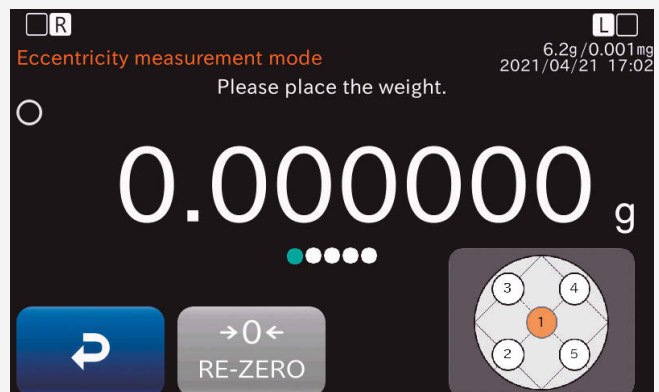 R L
Eccentricity measurement mode
6.2g/0.001mg
2021/04/21 17:02
Please place the weight.
0.000000 g
→0←
RE-ZERO
3 4
1
2 5